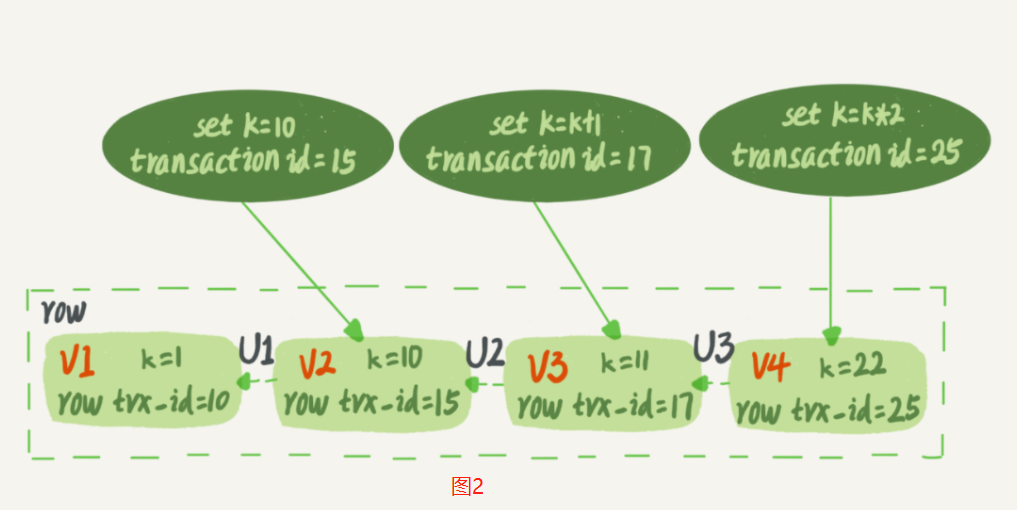 set k=10
transaction id=15
set k=k+1
transaction id=17
set k=k*2
transaction id=25
row
V1 k=1
row trx-id=10
U1
V2 k=10
row trx-id=15
U2
V3 k=11
row trx-id=17
U3
V4 k=22
row trx-id=25
图2